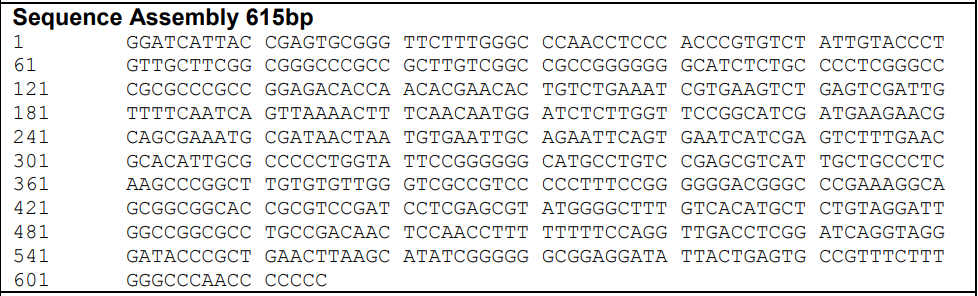 Sequence Assembly 615bp
1 GGATCATTAC CGAGTGCGGG TTCTTTGGGC CCAACCTCCC ACCCGTGTCT ATTGTACCCT
61 GTTGCTTCGG CGGGCCCGCC GCTTGTCGGC CGCCGGGGGG GCATCTCTGC CCCTCGGGCC
121 CGCGCCCGCC GGAGACACCA ACACGAACAC TGTCTGAAAT CGTGAAGTCT GAGTCGATTG
181 TTTTCAATCA GTTAAAACTT TCAACAATGG ATCTCTTGGT TCCGGCATCG ATGAAGAACG
241 CAGCGAAATG CGATAACTAA TGTGAATTGC AGAATTCAGT GAATCATCGA GTCTTTGAAC
301 GCACATTGCG CCCCCTGGTA TTCCGGGGGG CATGCCTGTC CGAGCGTCAT TGCTGCCCTC
361 AAGCCCGGCT TGTGTGTTGG GTCGCCGTCC CCCTTTCCGG GGGGACGGGC CCGAAAGGCA
421 GCGGCGGCAC CGCGTCCGAT CCTCGAGCGT ATGGGGCTTT GTCACATGCT CTGTAGGATT
481 GGCCGGCGCC TGCCGACAAC TCCAACCTTT TTTTTCCAGG TTGACCTCGG ATCAGGTAGG
541 GATACCCGCT GAACTTAAGC ATATCGGGGG GCGGAGGATA TTACTGAGTG CCGTTTCTTT
601 GGGCCCAACC CCCCC